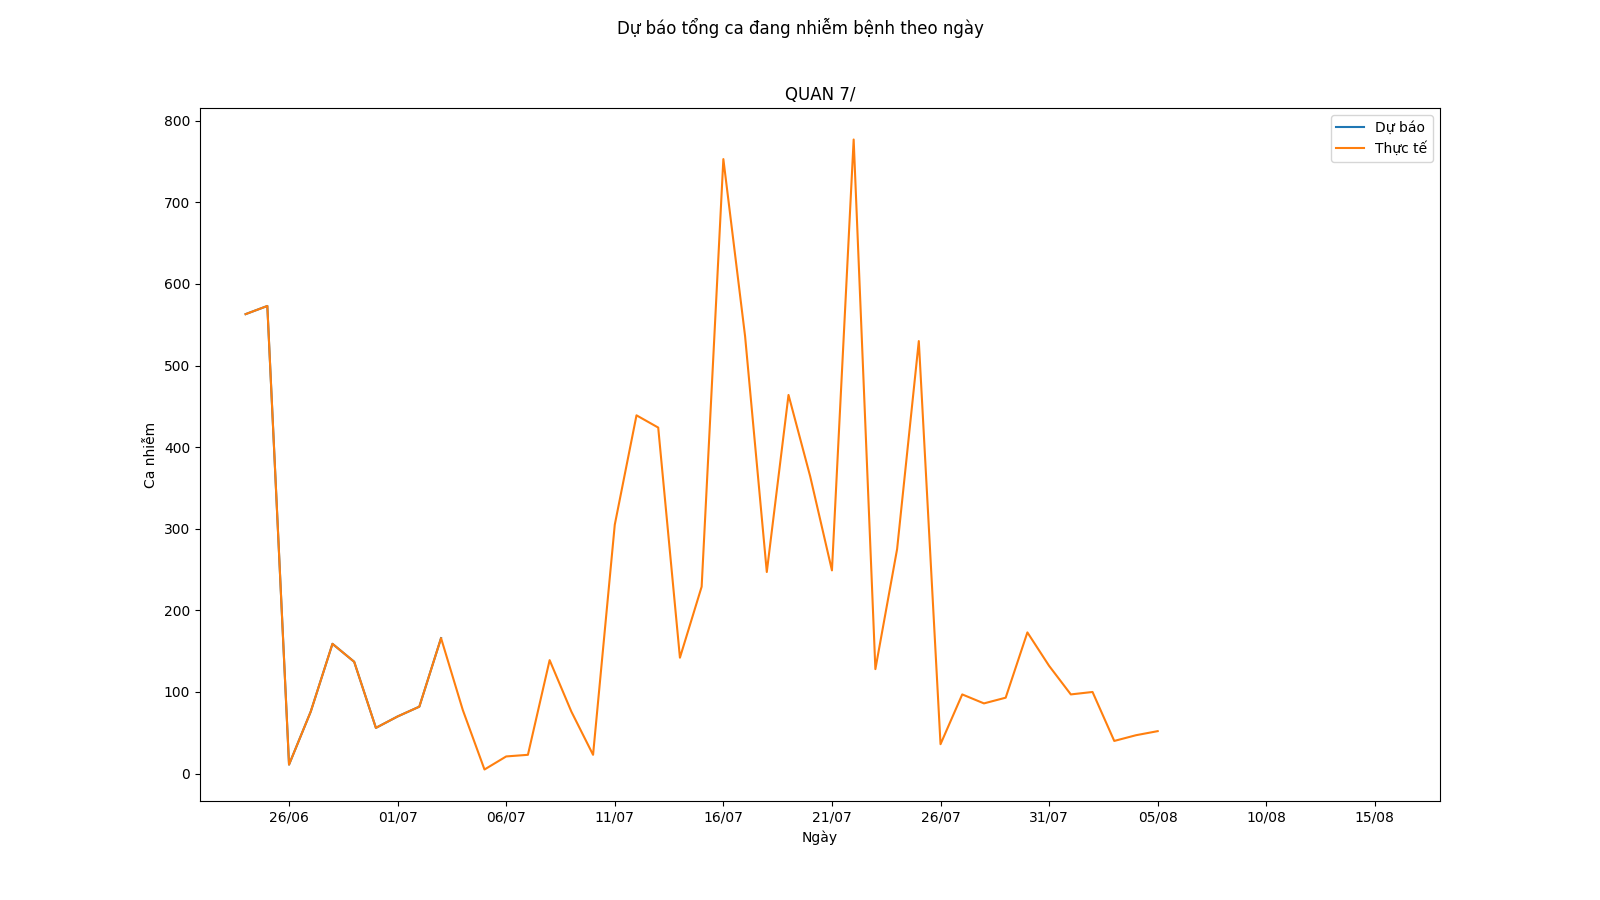 Dự báo tổng ca đang nhiễm bệnh theo ngày
QUAN 7/
Dự báo
Thực tế
800
700
600
500
400
300
200
100
0
Ca nhiễm
26/06 01/07 06/07 11/07 16/07 21/07 26/07 31/07 05/08 10/08 15/08
Ngày